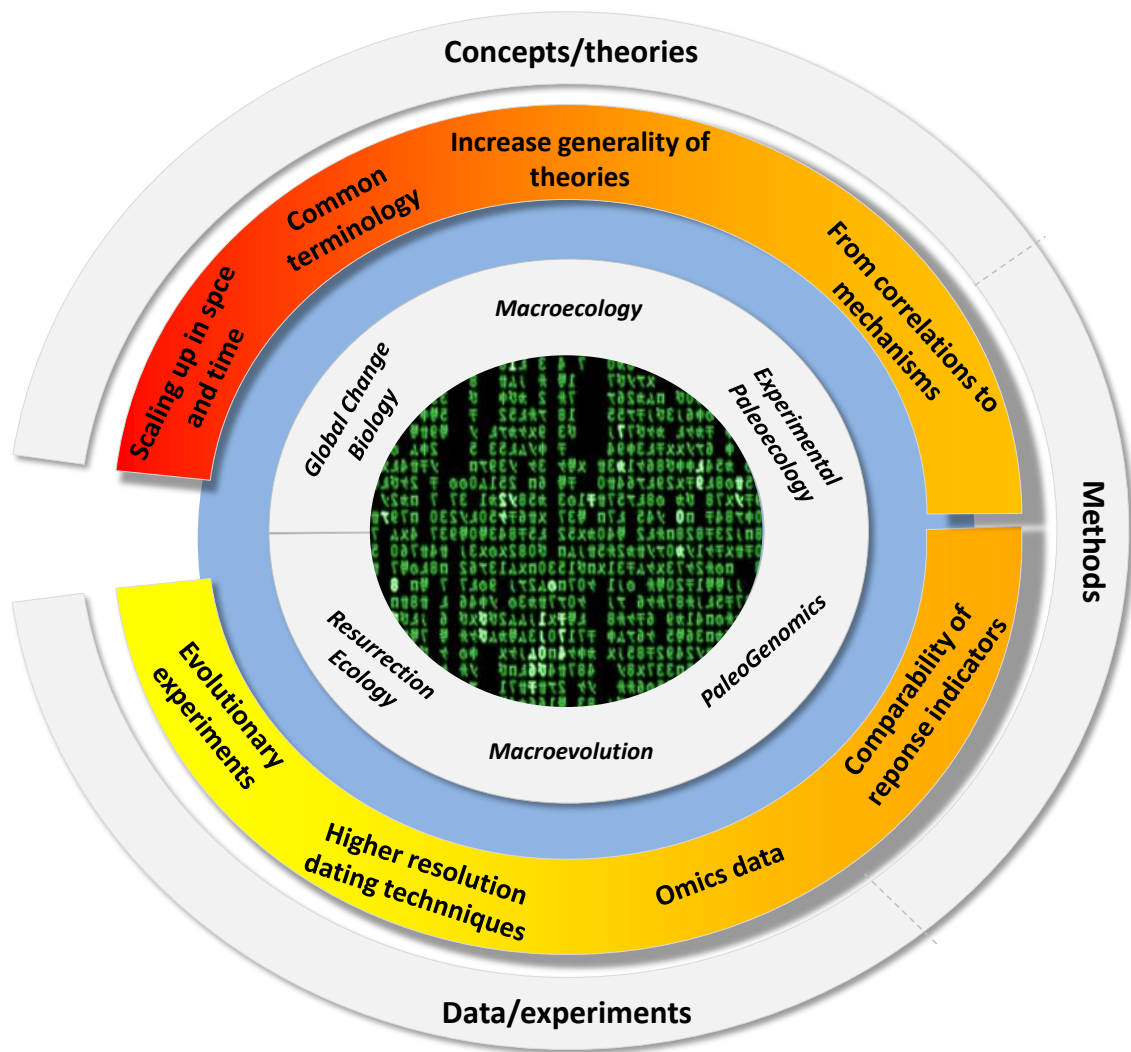 Concepts/theories
Increase generality of
theories
Common
terminology
Scaling up in spce
and time
From correlations to
mechanisms
Macroecology
Global Change
Biology
Experimental
Paleoecology
Methods
Resurrection
Ecology
PaleoGenomics
Macroevolution
Comparability of
reponse indicators
Evolutionary
experiments
Higher resolution
dating technniques
Omics data
Data/experiments